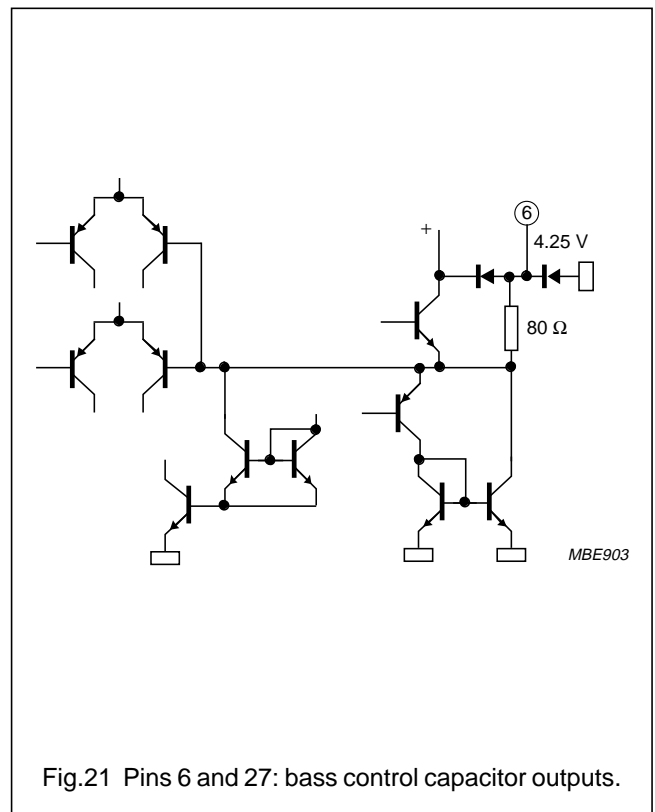 6
+
4.25 V
80 Ω
MBE903
Fig.21 Pins 6 and 27: bass control capacitor outputs.